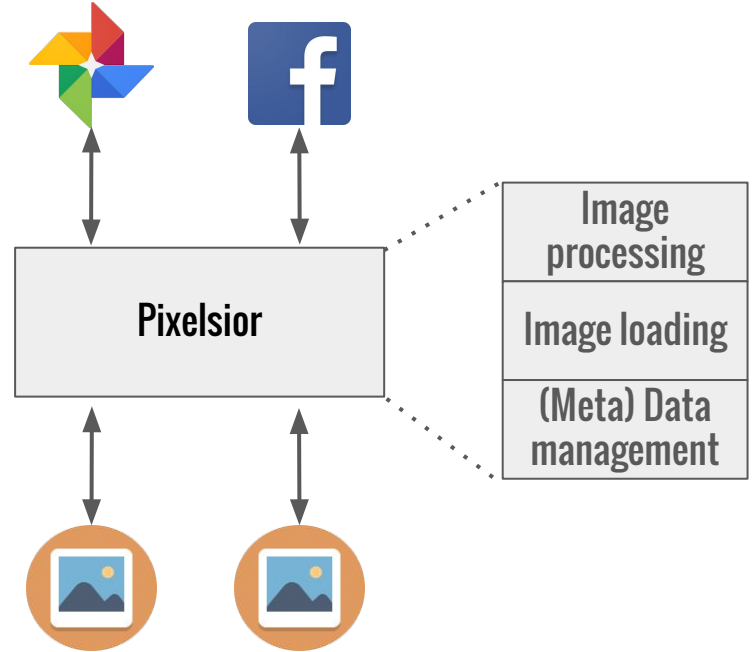 Pixelsior
Image
processing
Image loading
(Meta) Data
management